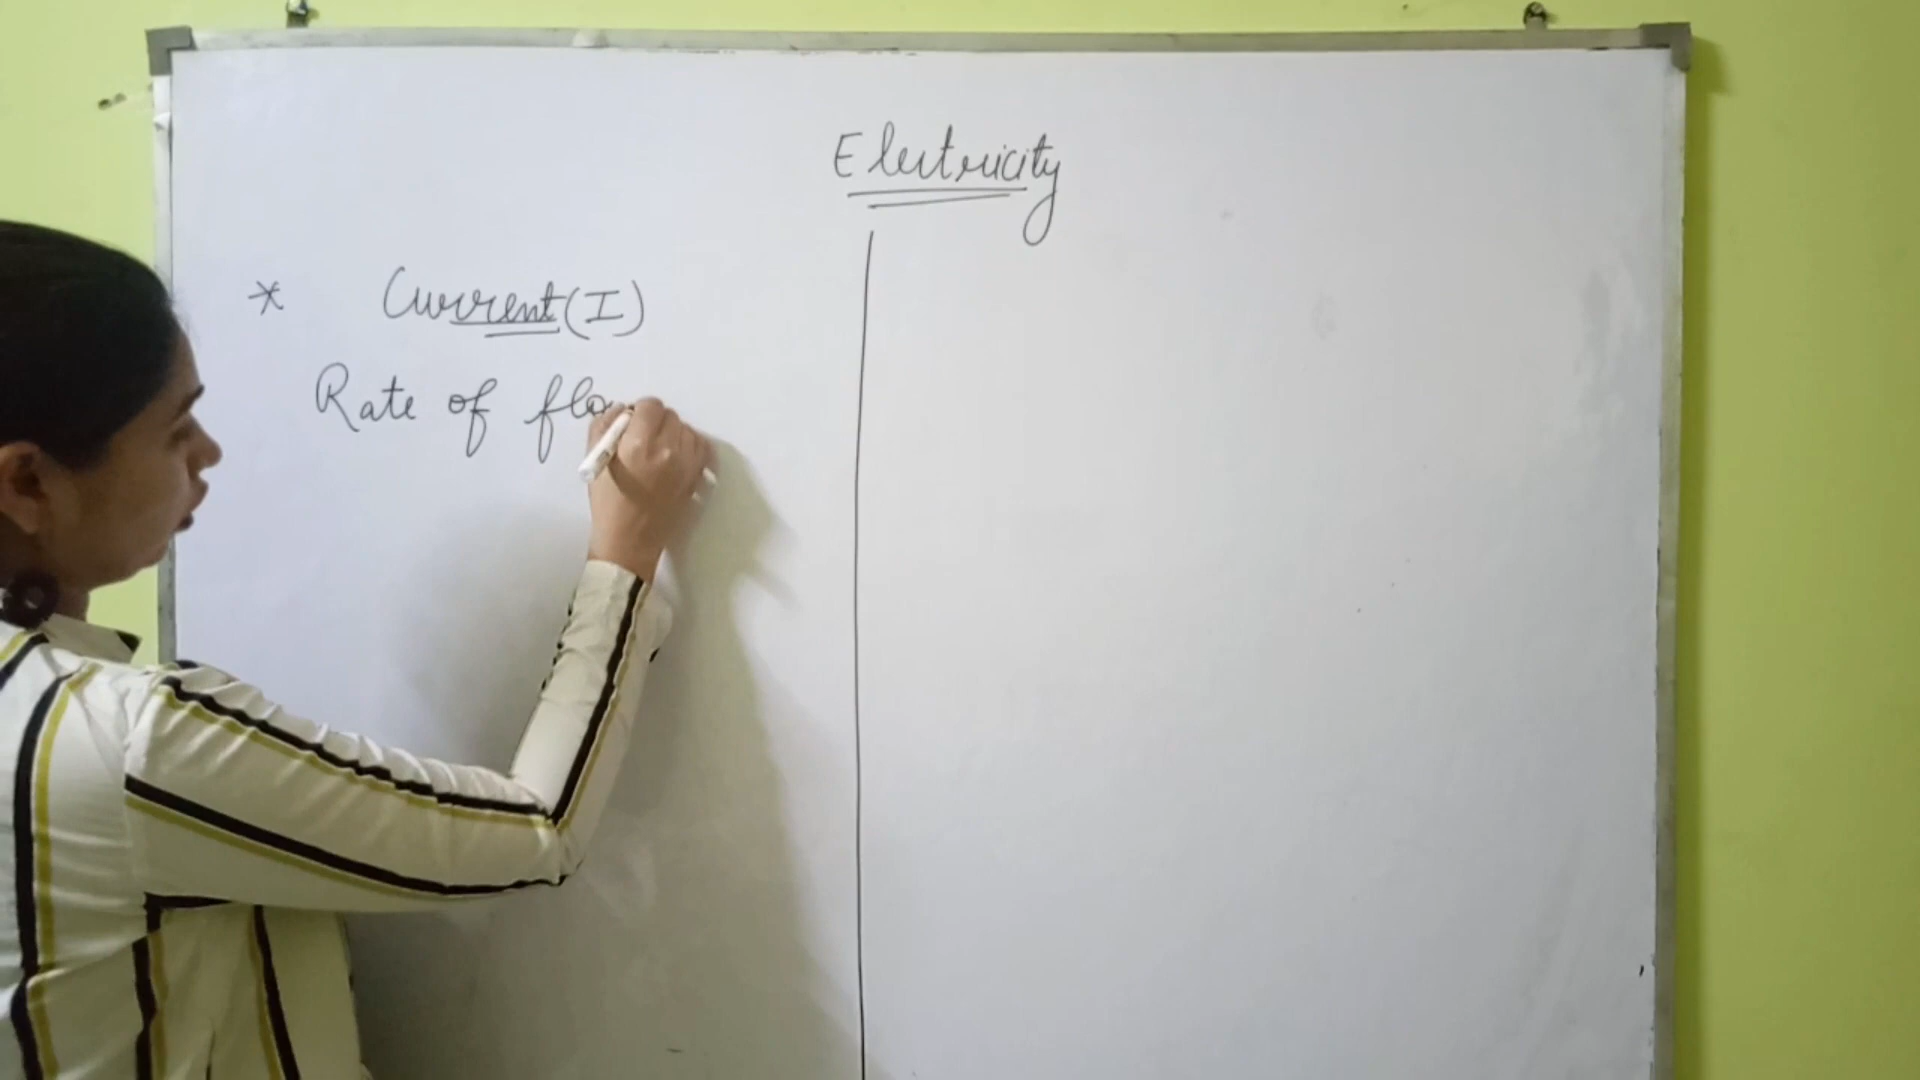 Electricity
* Current (I)
Rate of flo